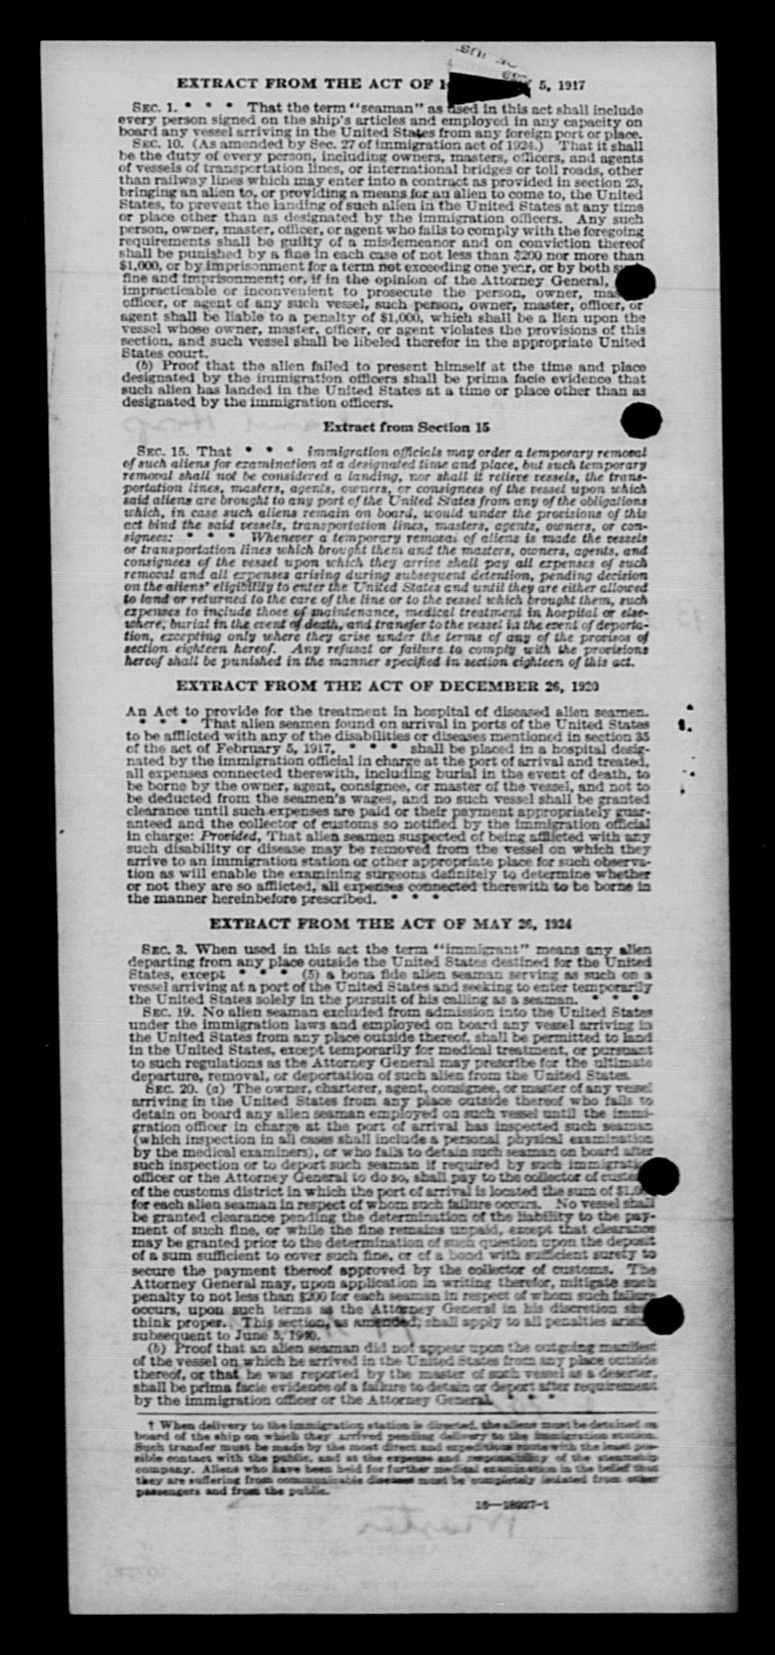 EXTRACT FROM THE ACT OF 5, 1917
SEC. 1. * * * That the term "seaman" as used in this act shall include
every person signed on the ship's articles and employed in any capacity on
board any vessel arriving in the United States from any foreign port or place.
SEC. 10. (As amended by Sec. 27 of immigration act of 1924.) That it shall
be the duty of every person, including owners, masters, officers, and agents
of vessels of transportation lines, or international bridges or toll roads, other
than railway lines which may enter into a contract as provided in section 23,
bringing an alien to, or providing a means for an alien to come to, the United
States, to prevent the landing of such alien in the United States at any time
or place other than as designated by the immigration officers. Any such
person, owner, master, officer, or agent who fails to comply with the foregoing
requirements shall be guilty of a misdemeanor and on conviction thereof
shall be punished by a fine in each case of not less than $200 nor more than
$1,000, or by imprisonment for a term not exceeding one year, or by both
fine and imprisonment; or, if in the opinion of the Attorney General,
impracticable or inconvenient to prosecute the person, owner,
officer, or agent of any such vessel, such person, owner, master, officer, or
agent shall be liable to a penalty of $1,000, which shall be a lien upon the
vessel whose owner, master, officer, or agent violates the provisions of this
section, and such vessel shall be libeled therefor in the appropriate United
States court.
(b) Proof that the alien failed to present himself at the time and place
designated by the immigration officers shall be prima facie evidence that
such alien has landed in the United States at a time or place other than as
designated by the immigration officers.
Extract from Section 15
SEC. 15. That * * * immigration officials may order a temporary removal
of such aliens for examination at a designated time and place, but such temporary
removal shall not be considered a landing, nor shall it relieve vessels, the trans-
portation lines, masters, agents, owners, or consignees of the vessel upon which
said aliens are brought to any port of the United States from any of the obligations
which, in case such aliens remain on board, would under the provisions of this
act bind the said vessels, transportation lines, masters, agents, owners, or con-
signees: * * * Whenever a temporary removal of aliens is made the vessels
or transportation lines which brought them and the masters, owners, agents, and
consignees of the vessel upon which they arrive shall pay all expenses of such
removal and all expenses arising during subsequent detention, pending decision
on the aliens' eligibility to enter the United States and until they are either allowed
to land or returned to the care of the line or to the vessel which brought them, such
expenses to include those of maintenance, medical treatment in hospital or else-
where, burial in the event of death, and transfer to the vessel in the event of deporta-
tion, excepting only where they arise under the terms of any of the provisos of
section eighteen hereof. Any refusal or failure to comply with the provisions
hereof shall be punished in the manner specified in section eighteen of this act.
EXTRACT FROM THE ACT OF DECEMBER 26, 1920
An Act to provide for the treatment in hospital of diseased alien seamen.
* * * That alien seamen found on arrival in ports of the United States
to be afflicted with any of the disabilities or diseases mentioned in section 35
of the act of February 5, 1917, * * * shall be placed in a hospital desig-
nated by the immigration official in charge at the port of arrival and treated,
all expenses connected therewith, including burial in the event of death, to
be borne by the owner, agent, consignee, or master of the vessel, and not to
be deducted from the seamen's wages, and no such vessel shall be granted
clearance until such expenses are paid or their payment appropriately guar-
anteed and the collector of customs so notified by the immigration official
in charge: Provided, That alien seamen suspected of being afflicted with any
such disability or disease may be removed from the vessel on which they
arrive to an immigration station or other appropriate place for such observa-
tion as will enable the examining surgeons definitely to determine whether
or not they are so afflicted, all expenses connected therewith to be borne in
the manner hereinbefore prescribed. * * *
EXTRACT FROM THE ACT OF MAY 26, 1924
SEC. 3. When used in this act the term "immigrant" means any alien
departing from any place outside the United States destined for the United
States, except * * * (5) a bona fide alien seaman serving as such on a
vessel arriving at a port of the United States and seeking to enter temporarily
the United States solely in the pursuit of his calling as a seaman. * * *
SEC. 19. No alien seaman excluded from admission into the United States
under the immigration laws and employed on board any vessel arriving in
the United States from any place outside thereof, shall be permitted to land
in the United States, except temporarily for medical treatment, or pursuant
to such regulations as the Attorney General may prescribe for the ultimate
departure, removal, or deportation of such alien from the United States.
SEC. 20. (a) The owner, charterer, agent, consignee, or master of any vessel
arriving in the United States from any place outside thereof who fails to
detain on board any alien seaman employed on such vessel until the immi-
gration officer in charge at the port of arrival has inspected such seaman
(which inspection in all cases shall include a personal physical examination
by the medical examiners), or who fails to detain such seaman on board after
such inspection or to deport such seaman if required by such immigration
officer or the Attorney General to do so, shall pay to the collector of customs
of the customs district in which the port of arrival is located the sum of $1,000
for each alien seaman in respect of whom such failure occurs. No vessel shall
be granted clearance pending the determination of the liability to the pay-
ment of such fine, or while the fine remains unpaid, except that clearance
may be granted prior to the determination of such question upon the deposit
of a sum sufficient to cover such fine, or of a bond with sufficient surety to
secure the payment thereof approved by the collector of customs. The
Attorney General may, upon application in writing therefor, mitigate such
penalty to not less than $200 for each seaman in respect of whom such failure
occurs, upon such terms as the Attorney General in his discretion shall
think proper. This section, as amended, shall apply to all penalties arising
subsequent to June 5, 1940.
(b) Proof that an alien seaman did not appear upon the outgoing manifest
of the vessel on which he arrived in the United States from any place outside
thereof, or that he was reported by the master of such vessel as a deserter,
shall be prima facie evidence of a failure to detain or deport after requirement
by the immigration officer or the Attorney General. * * *
† When delivery to the immigration station is directed, the aliens must be detained on
board of the ship on which they arrived pending delivery to the immigration station.
Such transfer must be made by the most direct and expeditious route with the least pos-
sible contact with the public, and at the expense and responsibility of the steamship
company. Aliens who have been held for further medical examination in the belief that
they are suffering from communicable diseases must be completely isolated from other
passengers and from the public.
16—18027-1